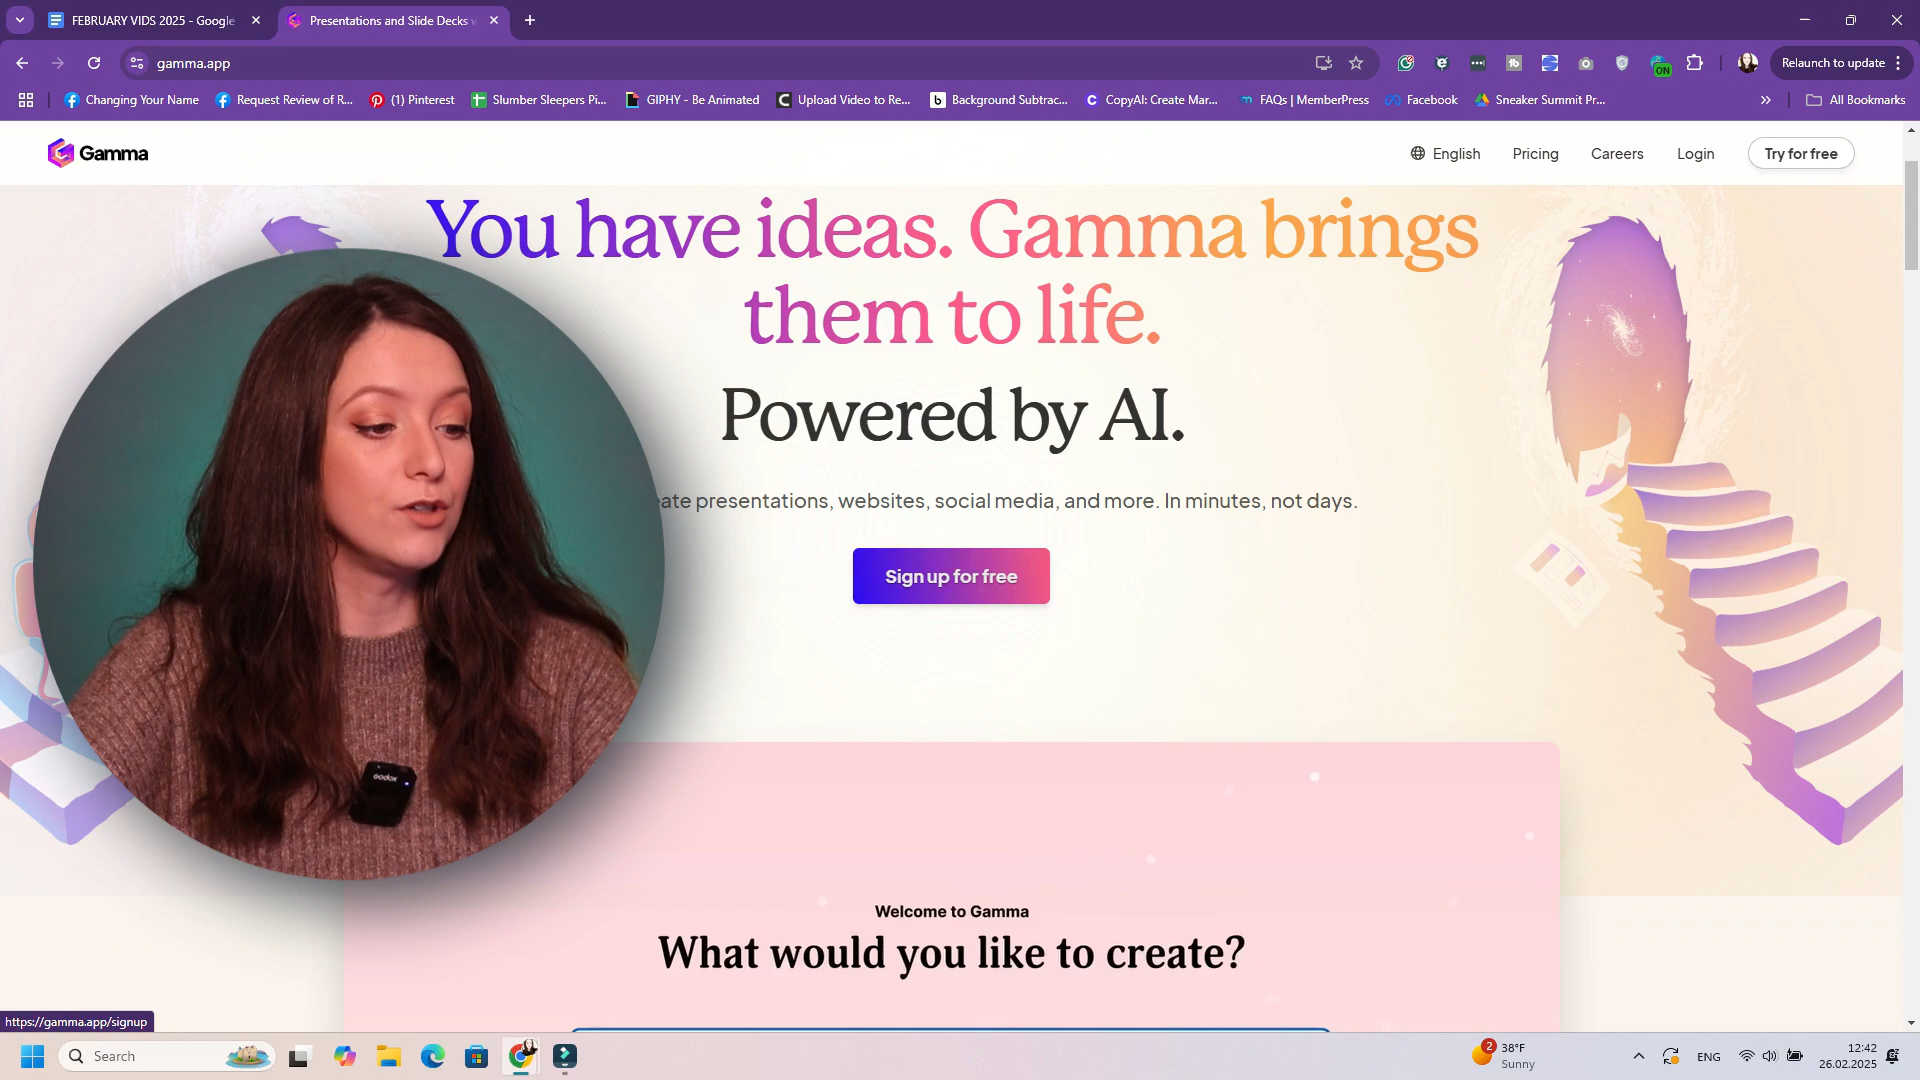 FEBRUARY VIDS 2025 - Google
Presentations and Slide Decks
gamma.app
ON
Relaunch to update
Changing Your Name
Request Review of R...
(1) Pinterest
Slumber Sleepers Pi...
GIPHY - Be Animated
Upload Video to Re...
Background Subtrac...
CopyAI: Create Mar...
FAQs | MemberPress
Facebook
Sneaker Summit Pr...
All Bookmarks
Gamma
English
Pricing
Careers
Login
Try for free
You have ideas. Gamma brings
them to life.
Powered by AI.
eate presentations, websites, social media, and more. In minutes, not days.
Sign up for free
Godox
Welcome to Gamma
What would you like to create?
https://gamma.app/signup
Search
2
38°F
Sunny
ENG
12:42
26.02.2025